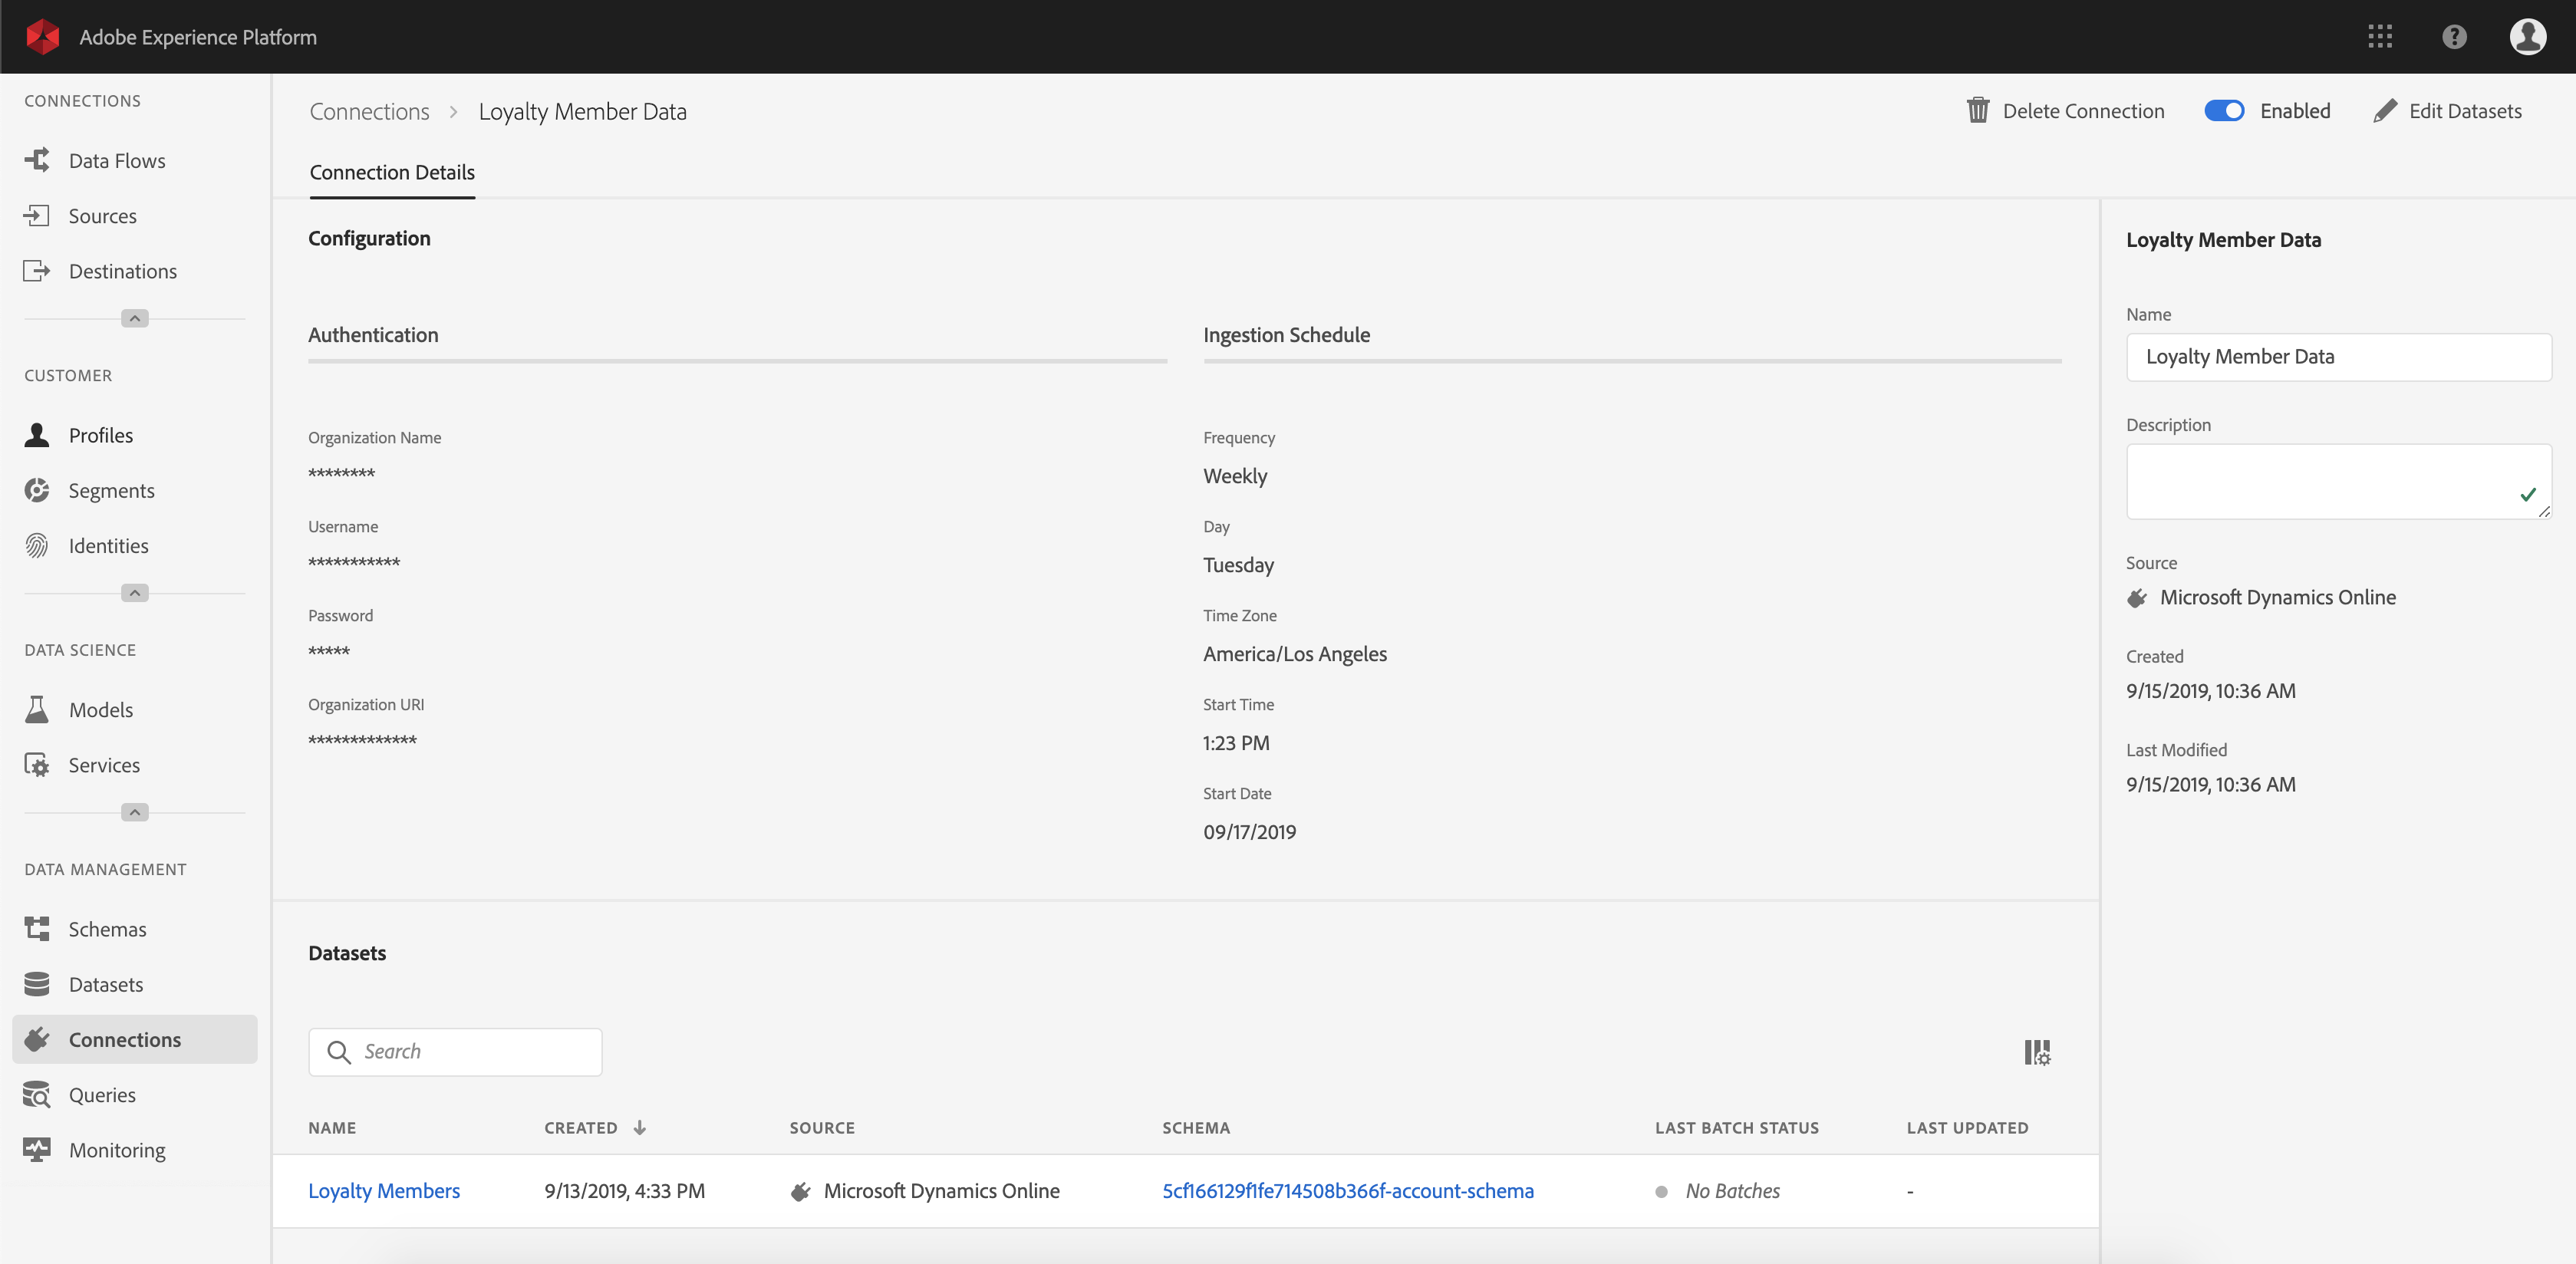 Adobe Experience Platform
CONNECTIONS
Data Flows
Sources
Destinations
CUSTOMER
Profiles
Segments
Identities
DATA SCIENCE
Models
Services
DATA MANAGEMENT
Schemas
Datasets
Connections
Queries
Monitoring
Connections > Loyalty Member Data
Delete Connection
Enabled
Edit Datasets
Connection Details
Configuration
Authentication
Organization Name
********
Username
***********
Password
*****
Organization URI
*************
Ingestion Schedule
Frequency
Weekly
Day
Tuesday
Time Zone
America/Los Angeles
Start Time
1:23 PM
Start Date
09/17/2019
Datasets
Search
NAME CREATED SOURCE SCHEMA LAST BATCH STATUS LAST UPDATED
Loyalty Members 9/13/2019, 4:33 PM Microsoft Dynamics Online 5cf166129f1fe714508b366f-account-schema No Batches -
Loyalty Member Data
Name
Loyalty Member Data
Description
Source
Microsoft Dynamics Online
Created
9/15/2019, 10:36 AM
Last Modified
9/15/2019, 10:36 AM